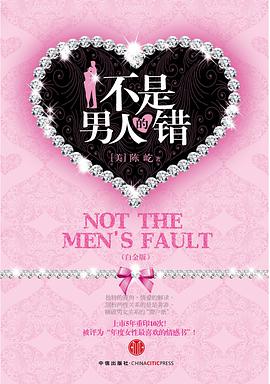 不是
男人的错
[美] 陈 屹 著
NOT THE
MEN'S FAULT
(白金版)
上市5年重印10次!
被评为“年度女性最喜欢的情感书”!
中信出版社·CHINACITICPRESS